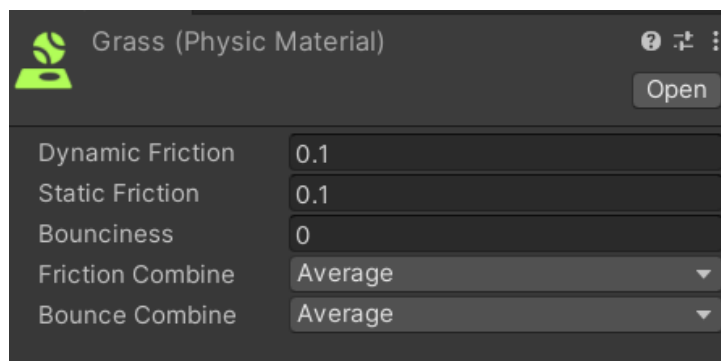 Grass (Physic Material)
Open
Dynamic Friction 0.1
Static Friction 0.1
Bounciness 0
Friction Combine Average
Bounce Combine Average